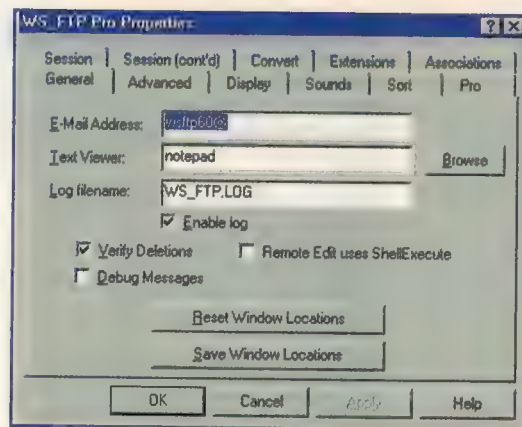 WS_FTP Pro Properties
Session Session (cont'd) Convert Extensions Associations
General Advanced Display Sounds Sort Pro
E-Mail Address: wsftp60@
Text Viewer: notepad Browse
Log filename: WS_FTP.LOG
Enable log
Verify Deletions Remote Edit uses ShellExecute
Debug Messages
Reset Window Locations
Save Window Locations
OK Cancel Apply Help